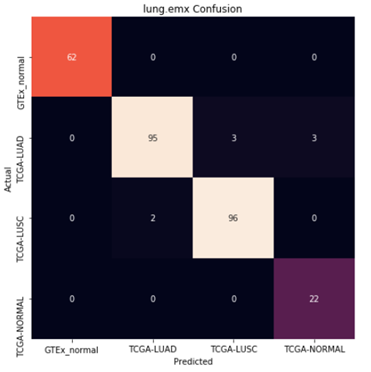 lung.emx Confusion
Actual
GTEx_normal
62 0 0 0
TCGA-LUAD
0 95 3 3
TCGA-LUSC
0 2 96 0
TCGA-NORMAL
0 0 0 22
GTEx_normal TCGA-LUAD TCGA-LUSC TCGA-NORMAL
Predicted